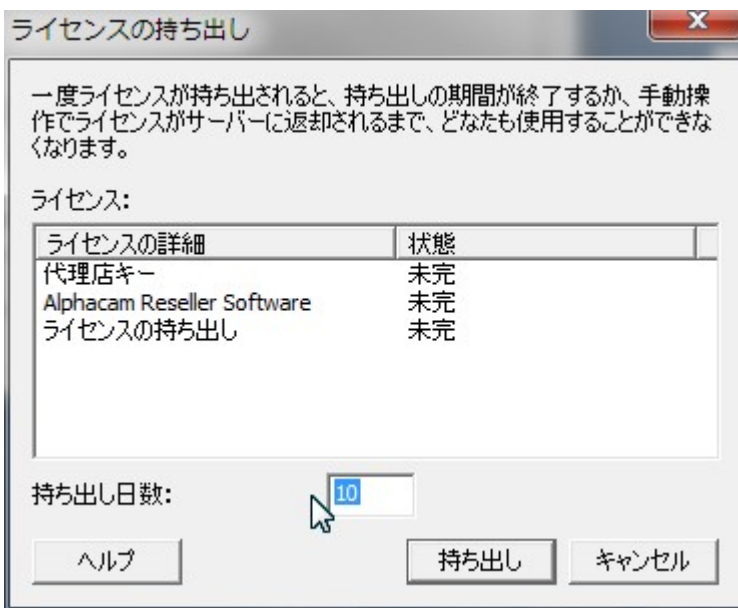 ライセンスの持ち出し
一度ライセンスが持ち出されると、持ち出しの期間が終了するか、手動操
作でライセンスがサーバーに返却されるまで、どなたも使用することができな
くなります。
ライセンス:
ライセンスの詳細 状態
代理店キー 未完
Alphacam Reseller Software 未完
ライセンスの持ち出し 未完
持ち出し日数: 10
ヘルプ 持ち出し キャンセル